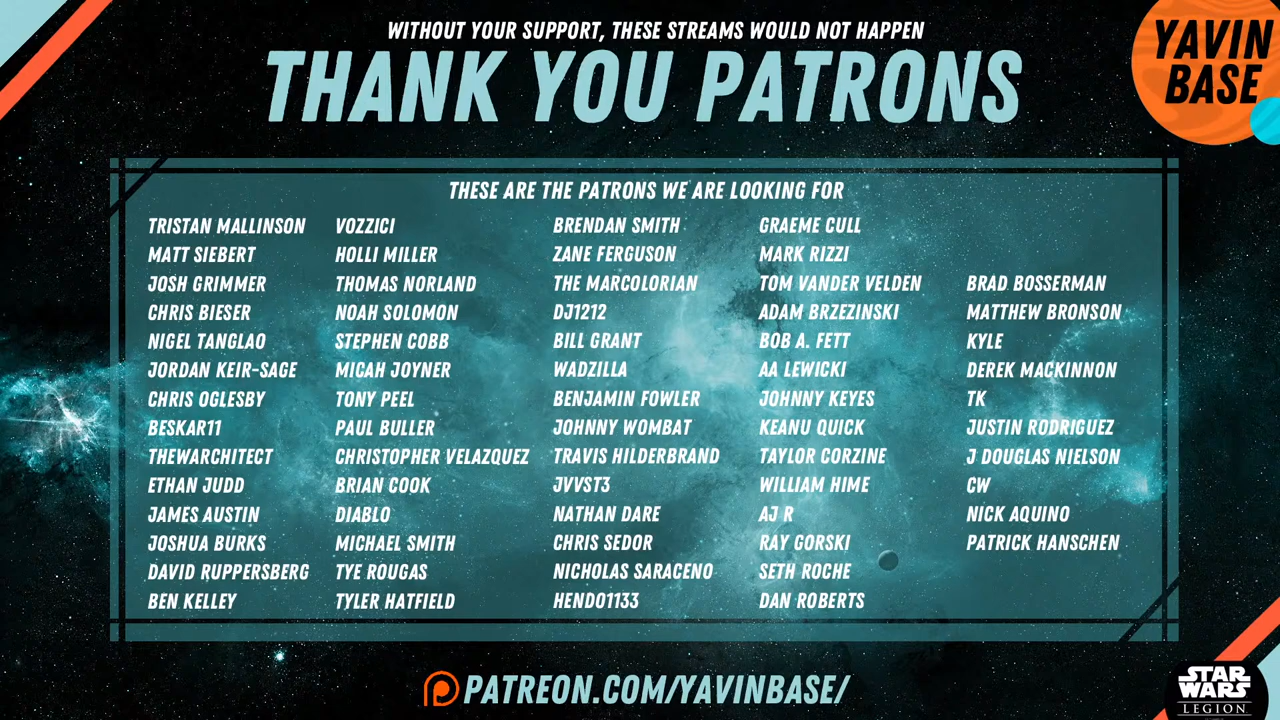 WITHOUT YOUR SUPPORT, THESE STREAMS WOULD NOT HAPPEN
THANK YOU PATRONS
YAVIN
BASE
THESE ARE THE PATRONS WE ARE LOOKING FOR
TRISTAN MALLINSON
MATT SIEBERT
JOSH GRIMMER
CHRIS BIESER
NIGEL TANGLAO
JORDAN KEIR-SAGE
CHRIS OGLESBY
BESKAR11
THEWARCHITECT
ETHAN JUDD
JAMES AUSTIN
JOSHUA BURKS
DAVID RUPPERSBERG
BEN KELLEY
VOZZICI
HOLLI MILLER
THOMAS NORLAND
NOAH SOLOMON
STEPHEN COBB
MICAH JOYNER
TONY PEEL
PAUL BULLER
CHRISTOPHER VELAZQUEZ
BRIAN COOK
DIABLO
MICHAEL SMITH
TYE ROUGAS
TYLER HATFIELD
BRENDAN SMITH
ZANE FERGUSON
THE MARCOLORIAN
DJ1212
BILL GRANT
WADZILLA
BENJAMIN FOWLER
JOHNNY WOMBAT
TRAVIS HILDERBRAND
JVVST3
NATHAN DARE
CHRIS SEDOR
NICHOLAS SARACENO
HENDO1133
GRAEME CULL
MARK RIZZI
TOM VANDER VELDEN
ADAM BRZEZINSKI
BOB A. FETT
AA LEWICKI
JOHNNY KEYES
KEANU QUICK
TAYLOR CORZINE
WILLIAM HIME
AJ R
RAY GORSKI
SETH ROCHE
DAN ROBERTS
BRAD BOSSERMAN
MATTHEW BRONSON
KYLE
DEREK MACKINNON
TK
JUSTIN RODRIGUEZ
J DOUGLAS NIELSON
CW
NICK AQUINO
PATRICK HANSCHEN
PATREON.COM/YAVINBASE/
STAR
WARS
LEGION